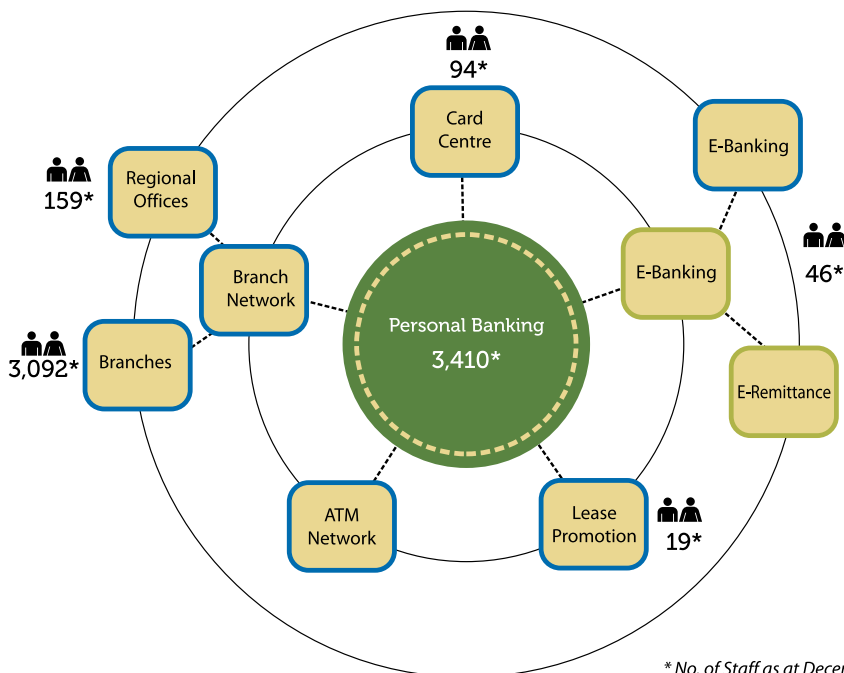 94*
Card
Centre
E-Banking
Regional
Offices
159*
Branch
Network
E-Banking
46*
Personal Banking
3,410*
3,092*
Branches
E-Remittance
ATM
Network
Lease
Promotion
19*
* No. of Staff as at